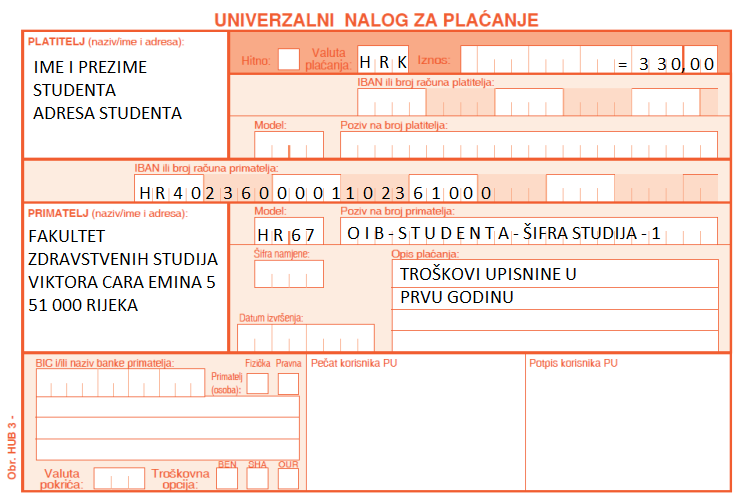 UNIVERZALNI NALOG ZA PLAĆANJE
PLATITELJ (naziv/ime i adresa):
IME I PREZIME
STUDENTA
ADRESA STUDENTA
Hitno:
Valuta plaćanja: HRK
Iznos: =330,00
IBAN ili broj računa platitelja:
Model:
Poziv na broj platitelja:
IBAN ili broj računa primatelja:
HR4023600001102361000
PRIMATELJ (naziv/ime i adresa):
FAKULTET
ZDRAVSTVENIH STUDIJA
VIKTORA CARA EMINA 5
51 000 RIJEKA
Model:
HR67
Poziv na broj primatelja:
OIB-STUDENTA-ŠIFRA STUDIJA-1
Šifra namjene:
Opis plaćanja:
TROŠKOVI UPISNINE U
PRVU GODINU
Datum izvršenja:
BIC i/ili naziv banke primatelja:
Fizička Pravna
Primatelj
(osoba):
Pečat korisnika PU
Potpis korisnika PU
Valuta
pokrića:
Troškovna
opcija:
BEN SHA OUR
Obr. HUB 3 -